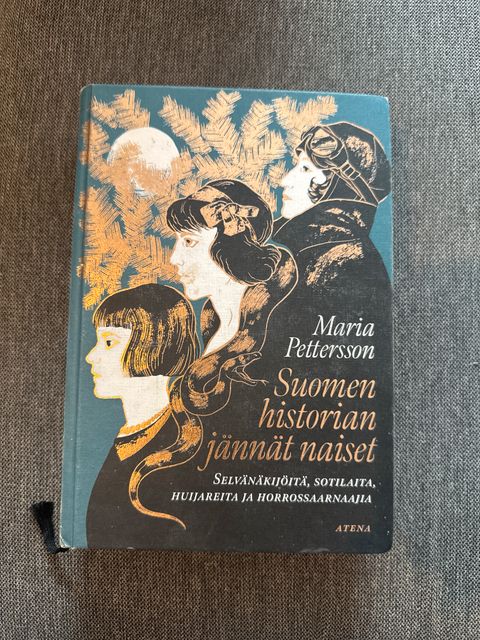 Maria
Pettersson
Suomen
historian
jännät naiset
SELVÄNÄKIJÖITÄ, SOTILAITA,
HUIJAREITA JA HORROSSAARNAAJIA
ATENA